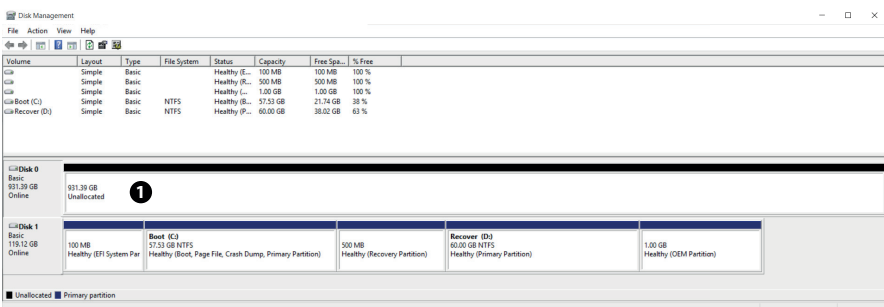 Disk Management
File Action View Help
Volume Layout Type File System Status Capacity Free Spa... % Free
Simple Basic Healthy (E... 100 MB 100 MB 100 %
Simple Basic Healthy (R... 500 MB 500 MB 100 %
Simple Basic Healthy (... 1.00 GB 1.00 GB 100 %
Boot (C:) Simple Basic NTFS Healthy (B... 57.53 GB 21.74 GB 38 %
Recover (D:) Simple Basic NTFS Healthy (P... 60.00 GB 38.02 GB 63 %
Disk 0
Basic
931.39 GB
Online
931.39 GB
Unallocated
1
Disk 1
Basic
119.12 GB
Online
100 MB
Healthy (EFI System Par
Boot (C:)
57.53 GB NTFS
Healthy (Boot, Page File, Crash Dump, Primary Partition)
500 MB
Healthy (Recovery Partition)
Recover (D:)
60.00 GB NTFS
Healthy (Primary Partition)
1.00 GB
Healthy (OEM Partition)
Unallocated Primary partition